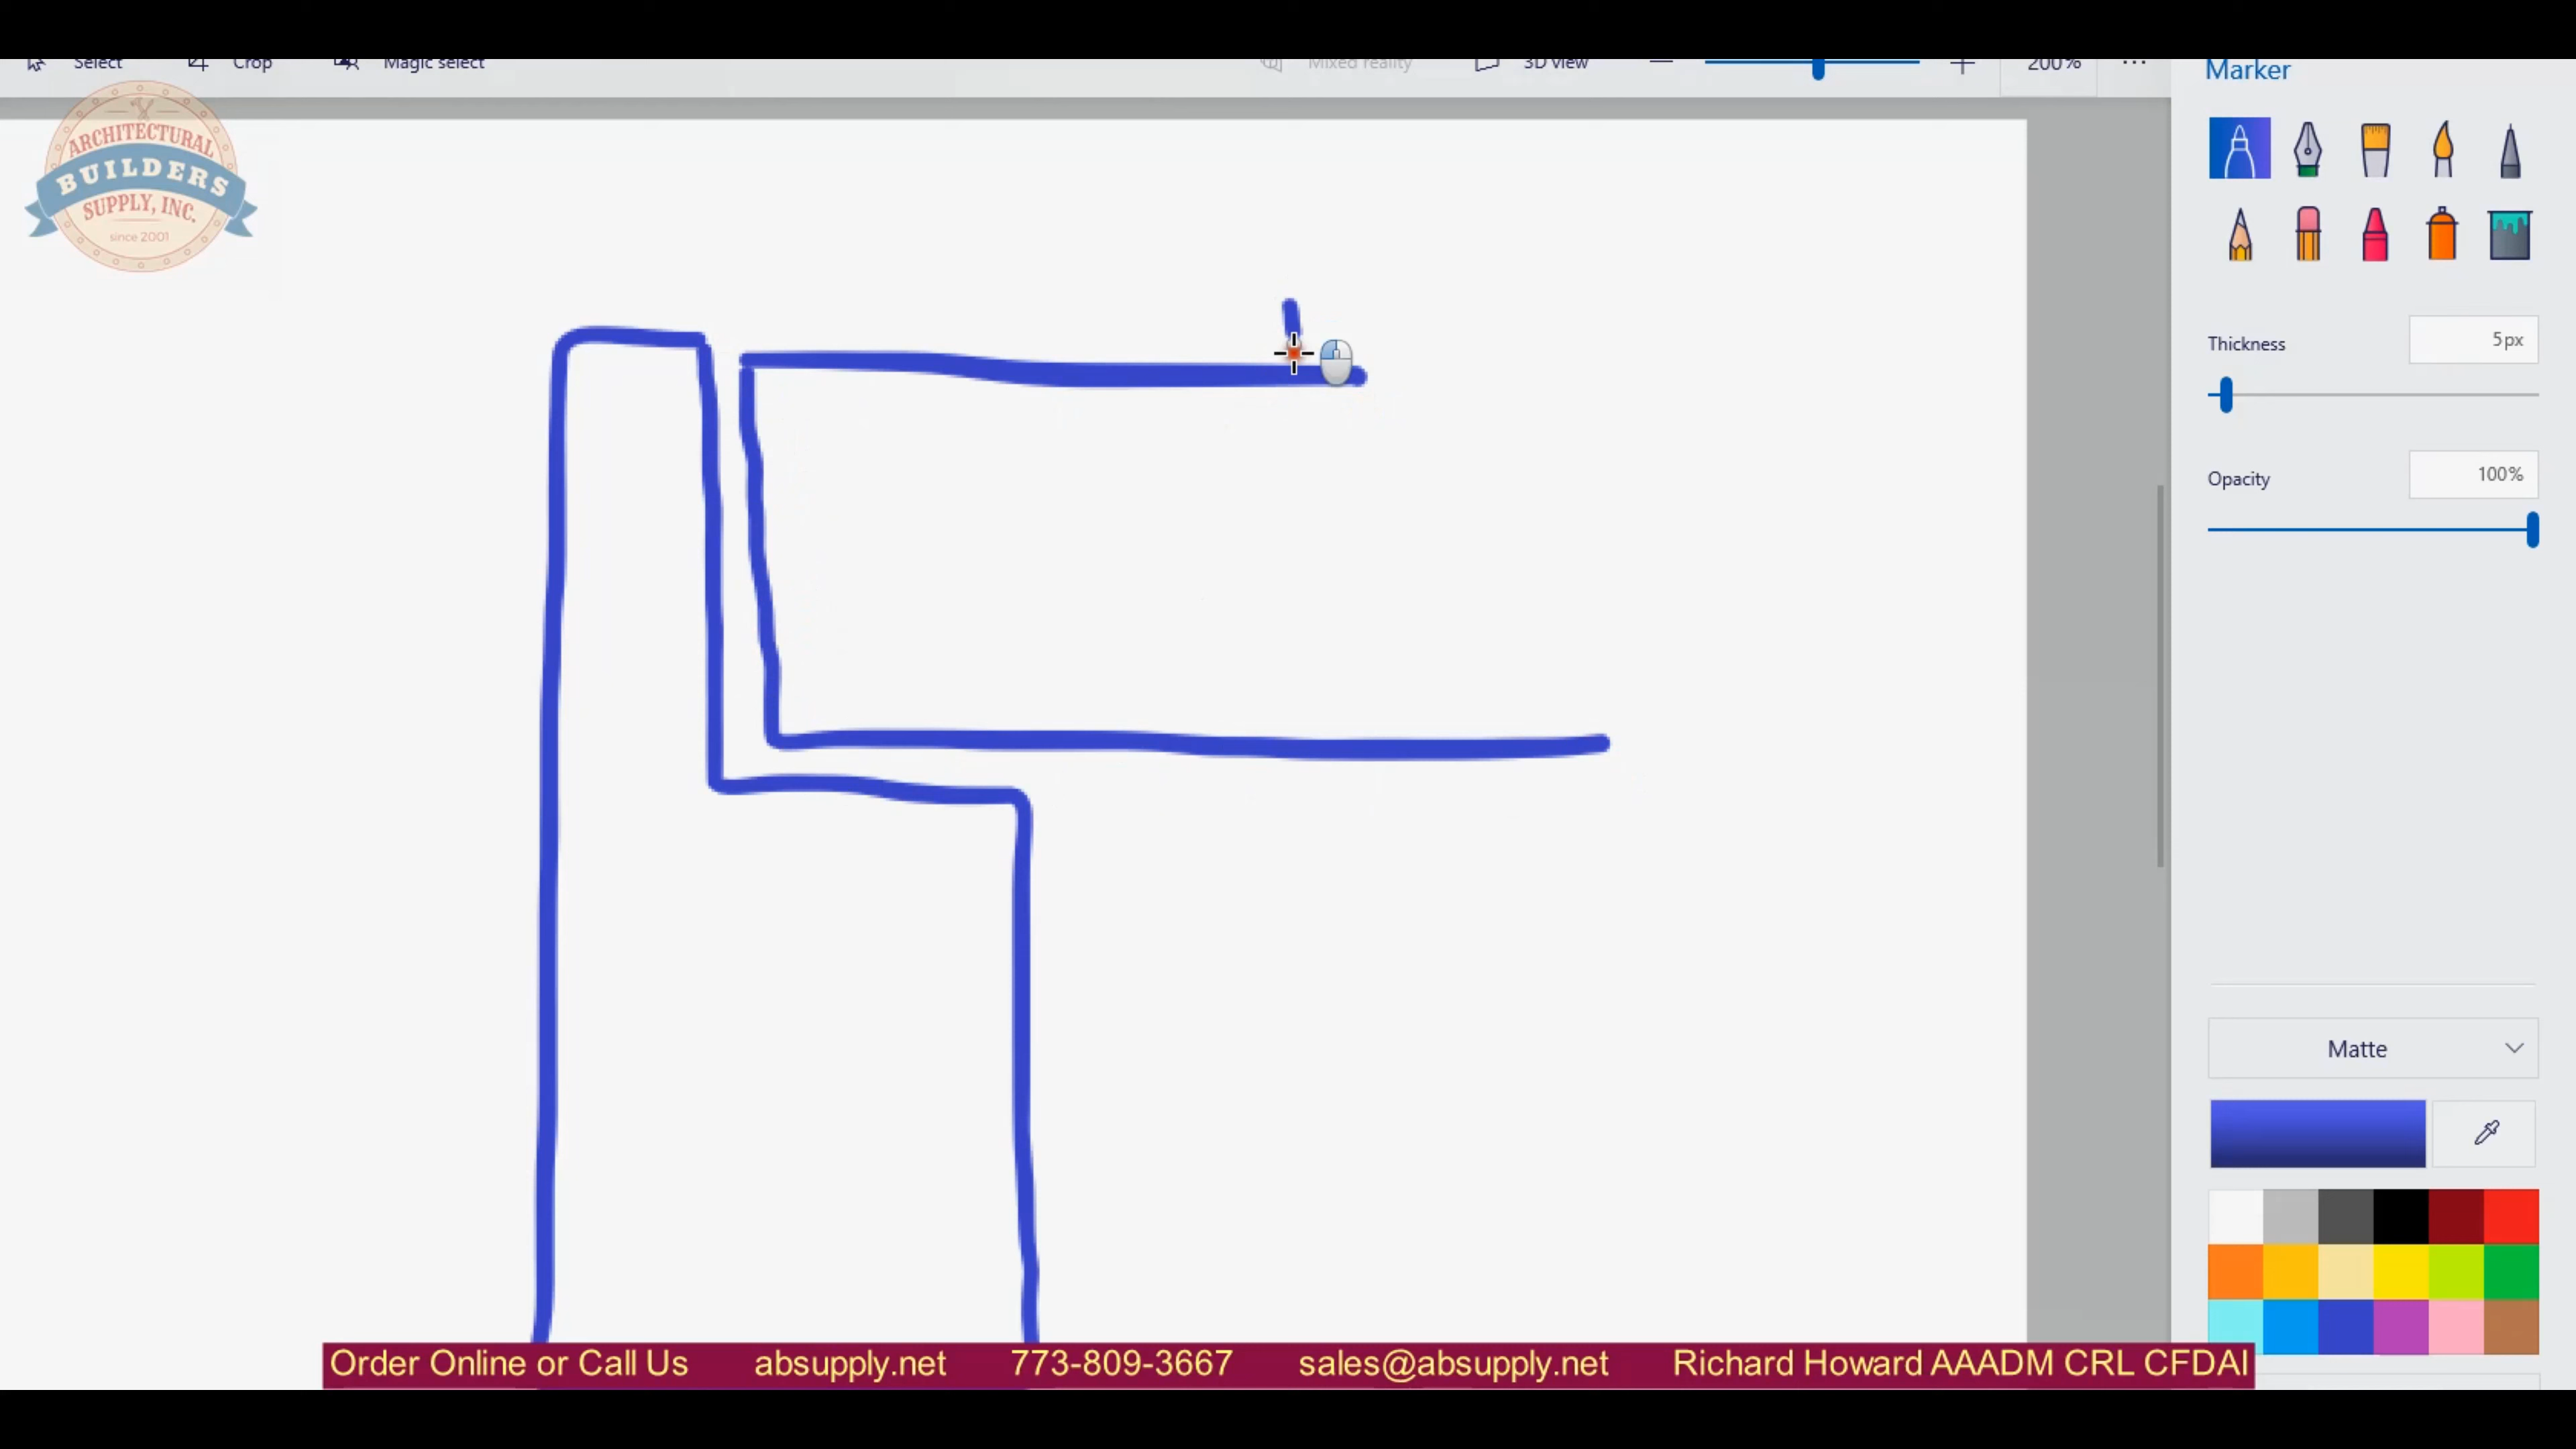 Select Crop Magic select Mixed reality 3D view 200%
Marker
ARCHITECTURAL
BUILDERS
SUPPLY, INC.
since 2001
Thickness 5px
Opacity 100%
Matte
Order Online or Call Us absupply.net 773-809-3667 sales@absupply.net Richard Howard AAADM CRL CFDAI